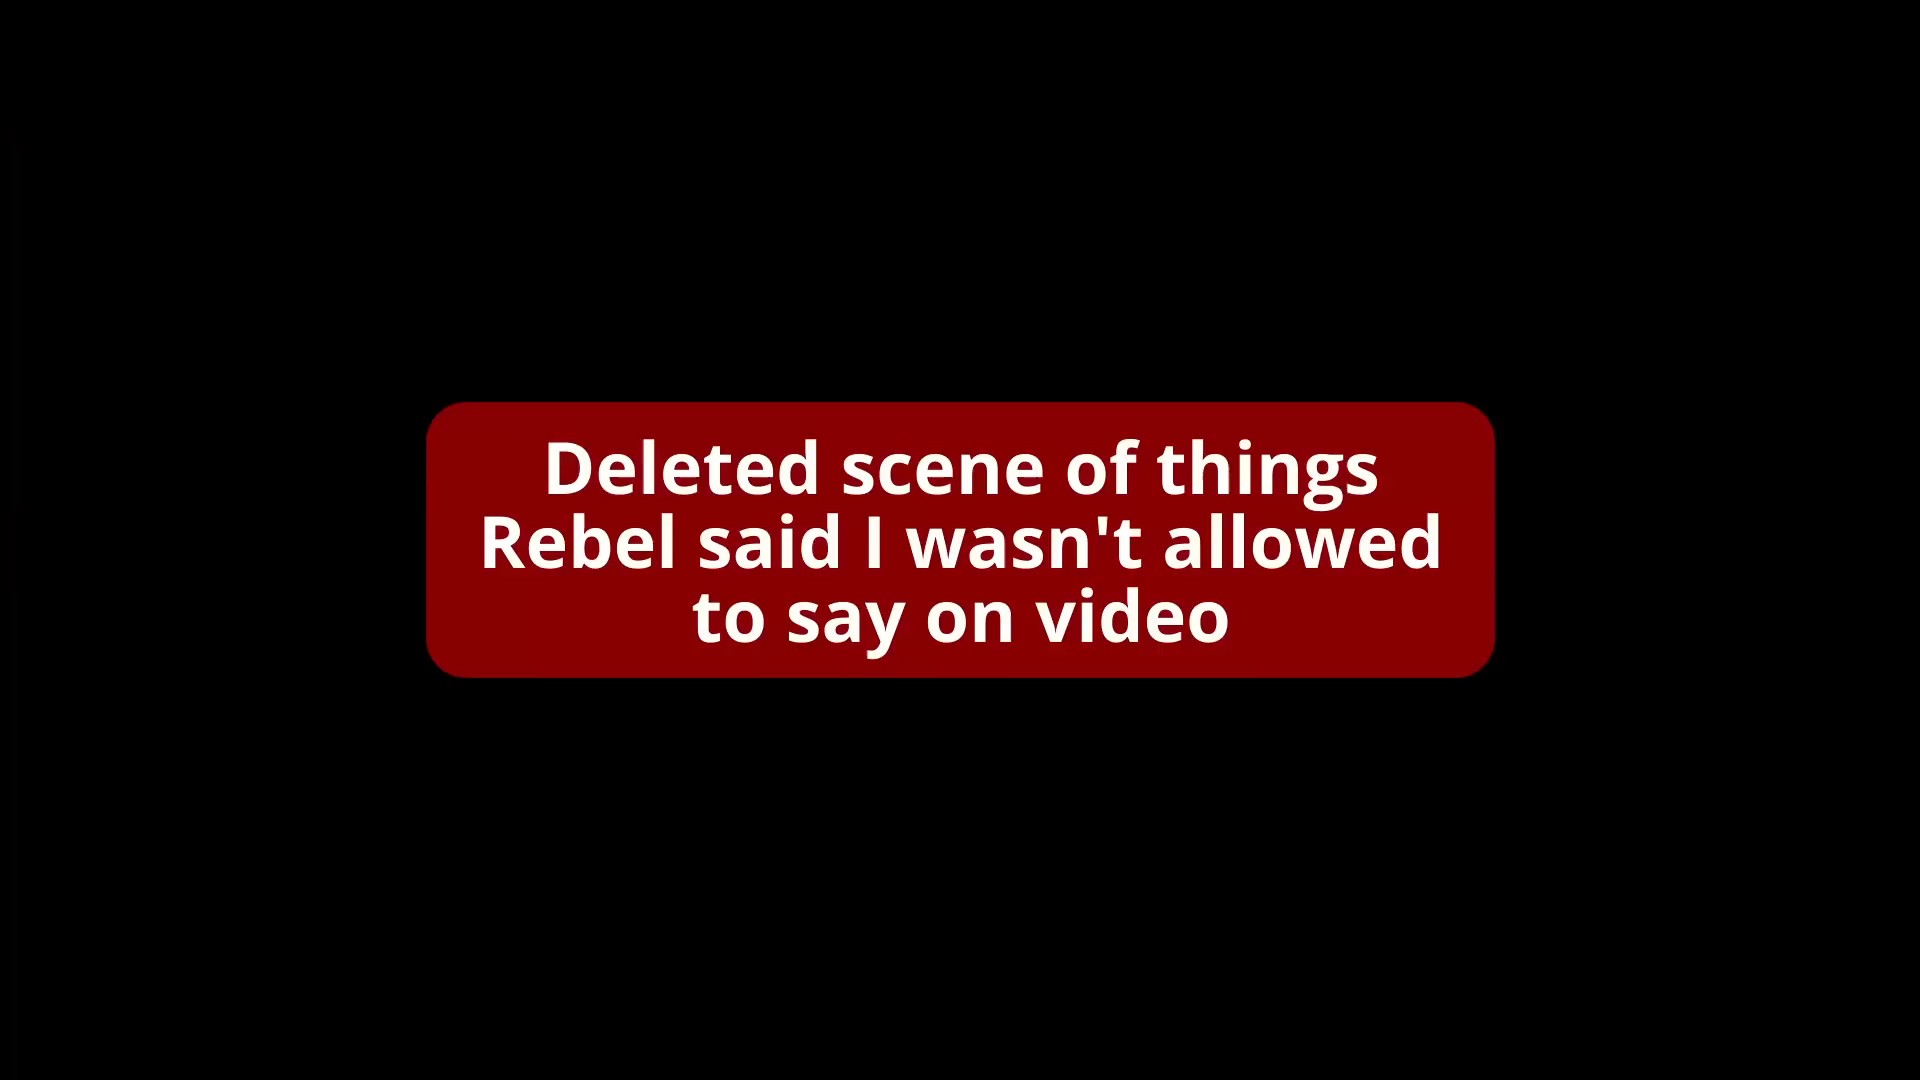 Deleted scene of things
Rebel said I wasn't allowed
to say on video